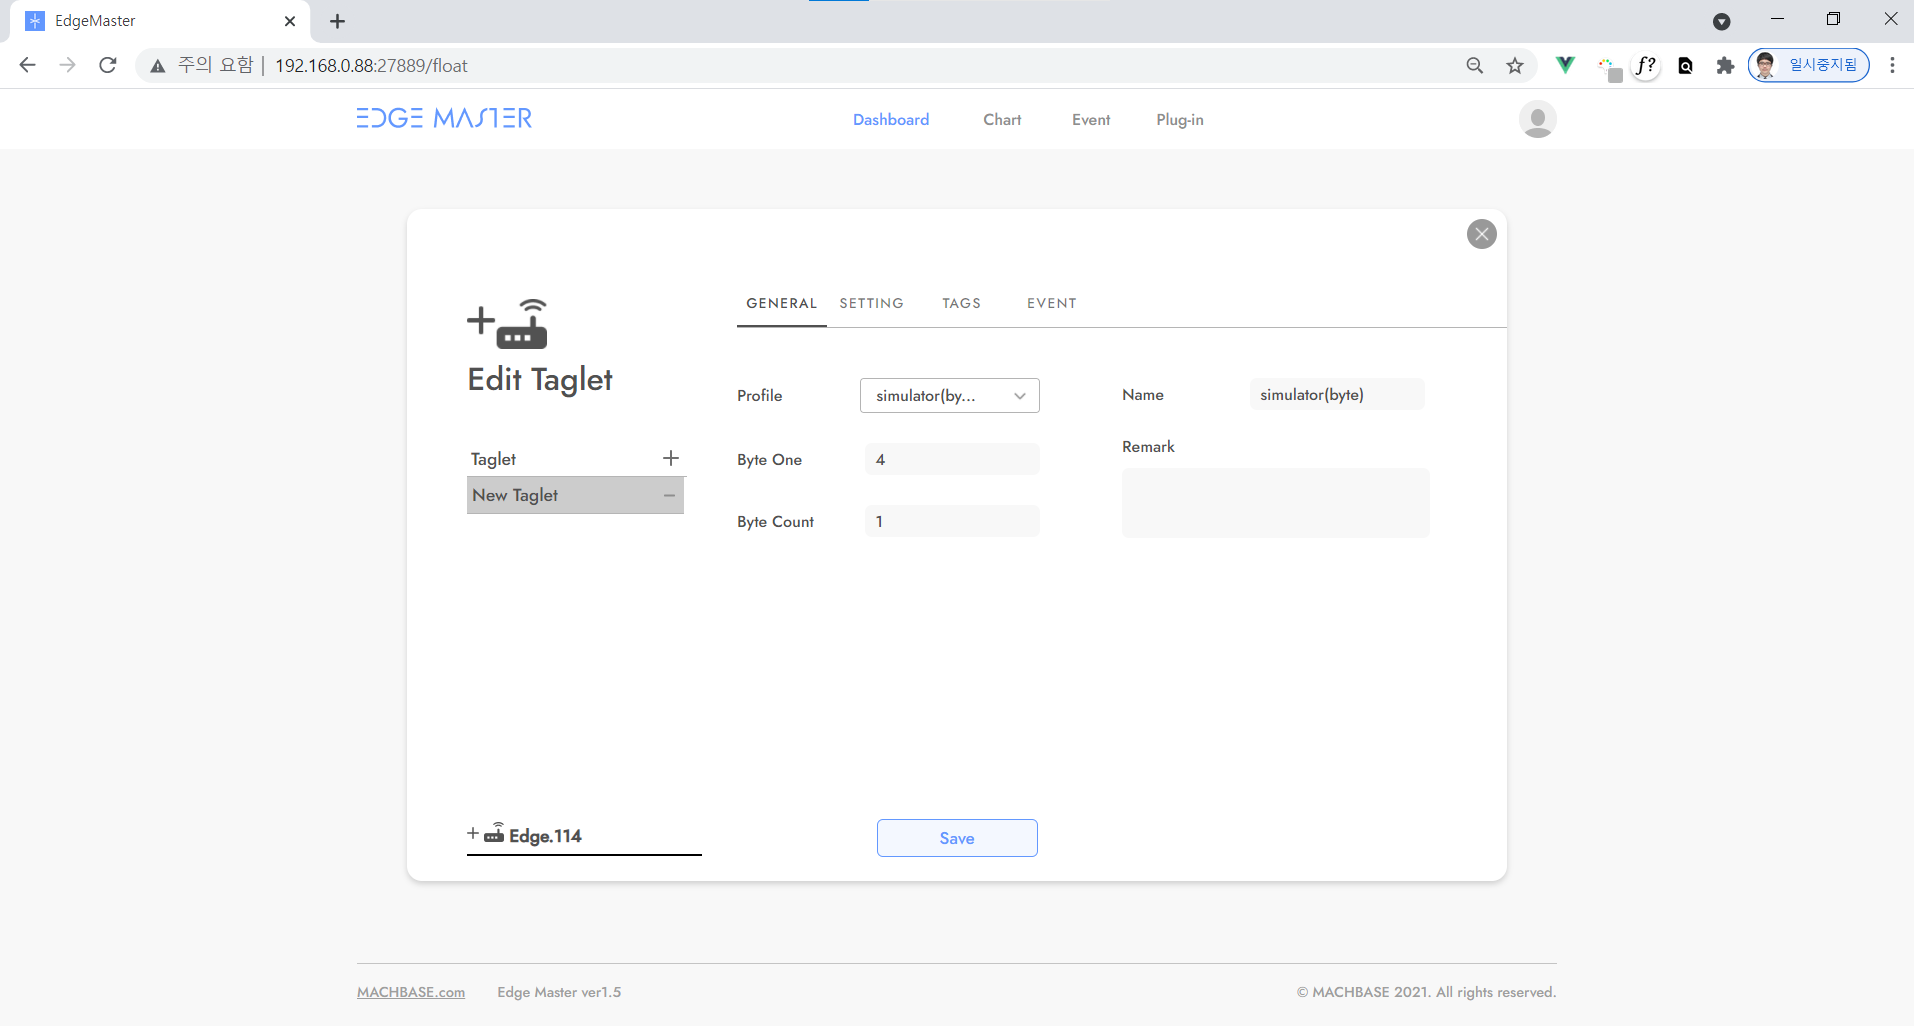 EdgeMaster
주의 요함 | 192.168.0.88:27889/float
f?
일시중지됨
EDGE MASTER
Dashboard
Chart
Event
Plug-in
GENERAL
SETTING
TAGS
EVENT
Edit Taglet
Profile
simulator(by...
Name
simulator(byte)
Remark
Taglet
New Taglet
Byte One
4
Byte Count
1
Edge.114
Save
MACHBASE.com
Edge Master ver1.5
© MACHBASE 2021. All rights reserved.